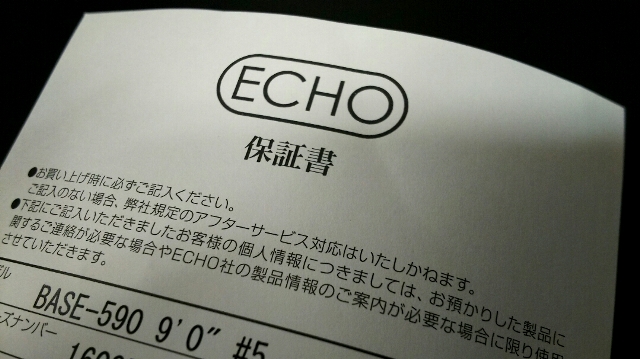 ECHO
保証書
●お買い上げ時に必ずご記入ください。
ご記入のない場合、弊社規定のアフターサービス対応はいたしかねます。
●下記にご記入いただきましたお客様の個人情報につきましては、お預かりした製品に
関するご連絡が必要な場合やECHO社の製品情報のご案内が必要な場合に限り使用
させていただきます。
BASE-590 9'0" #5
ズナンバー